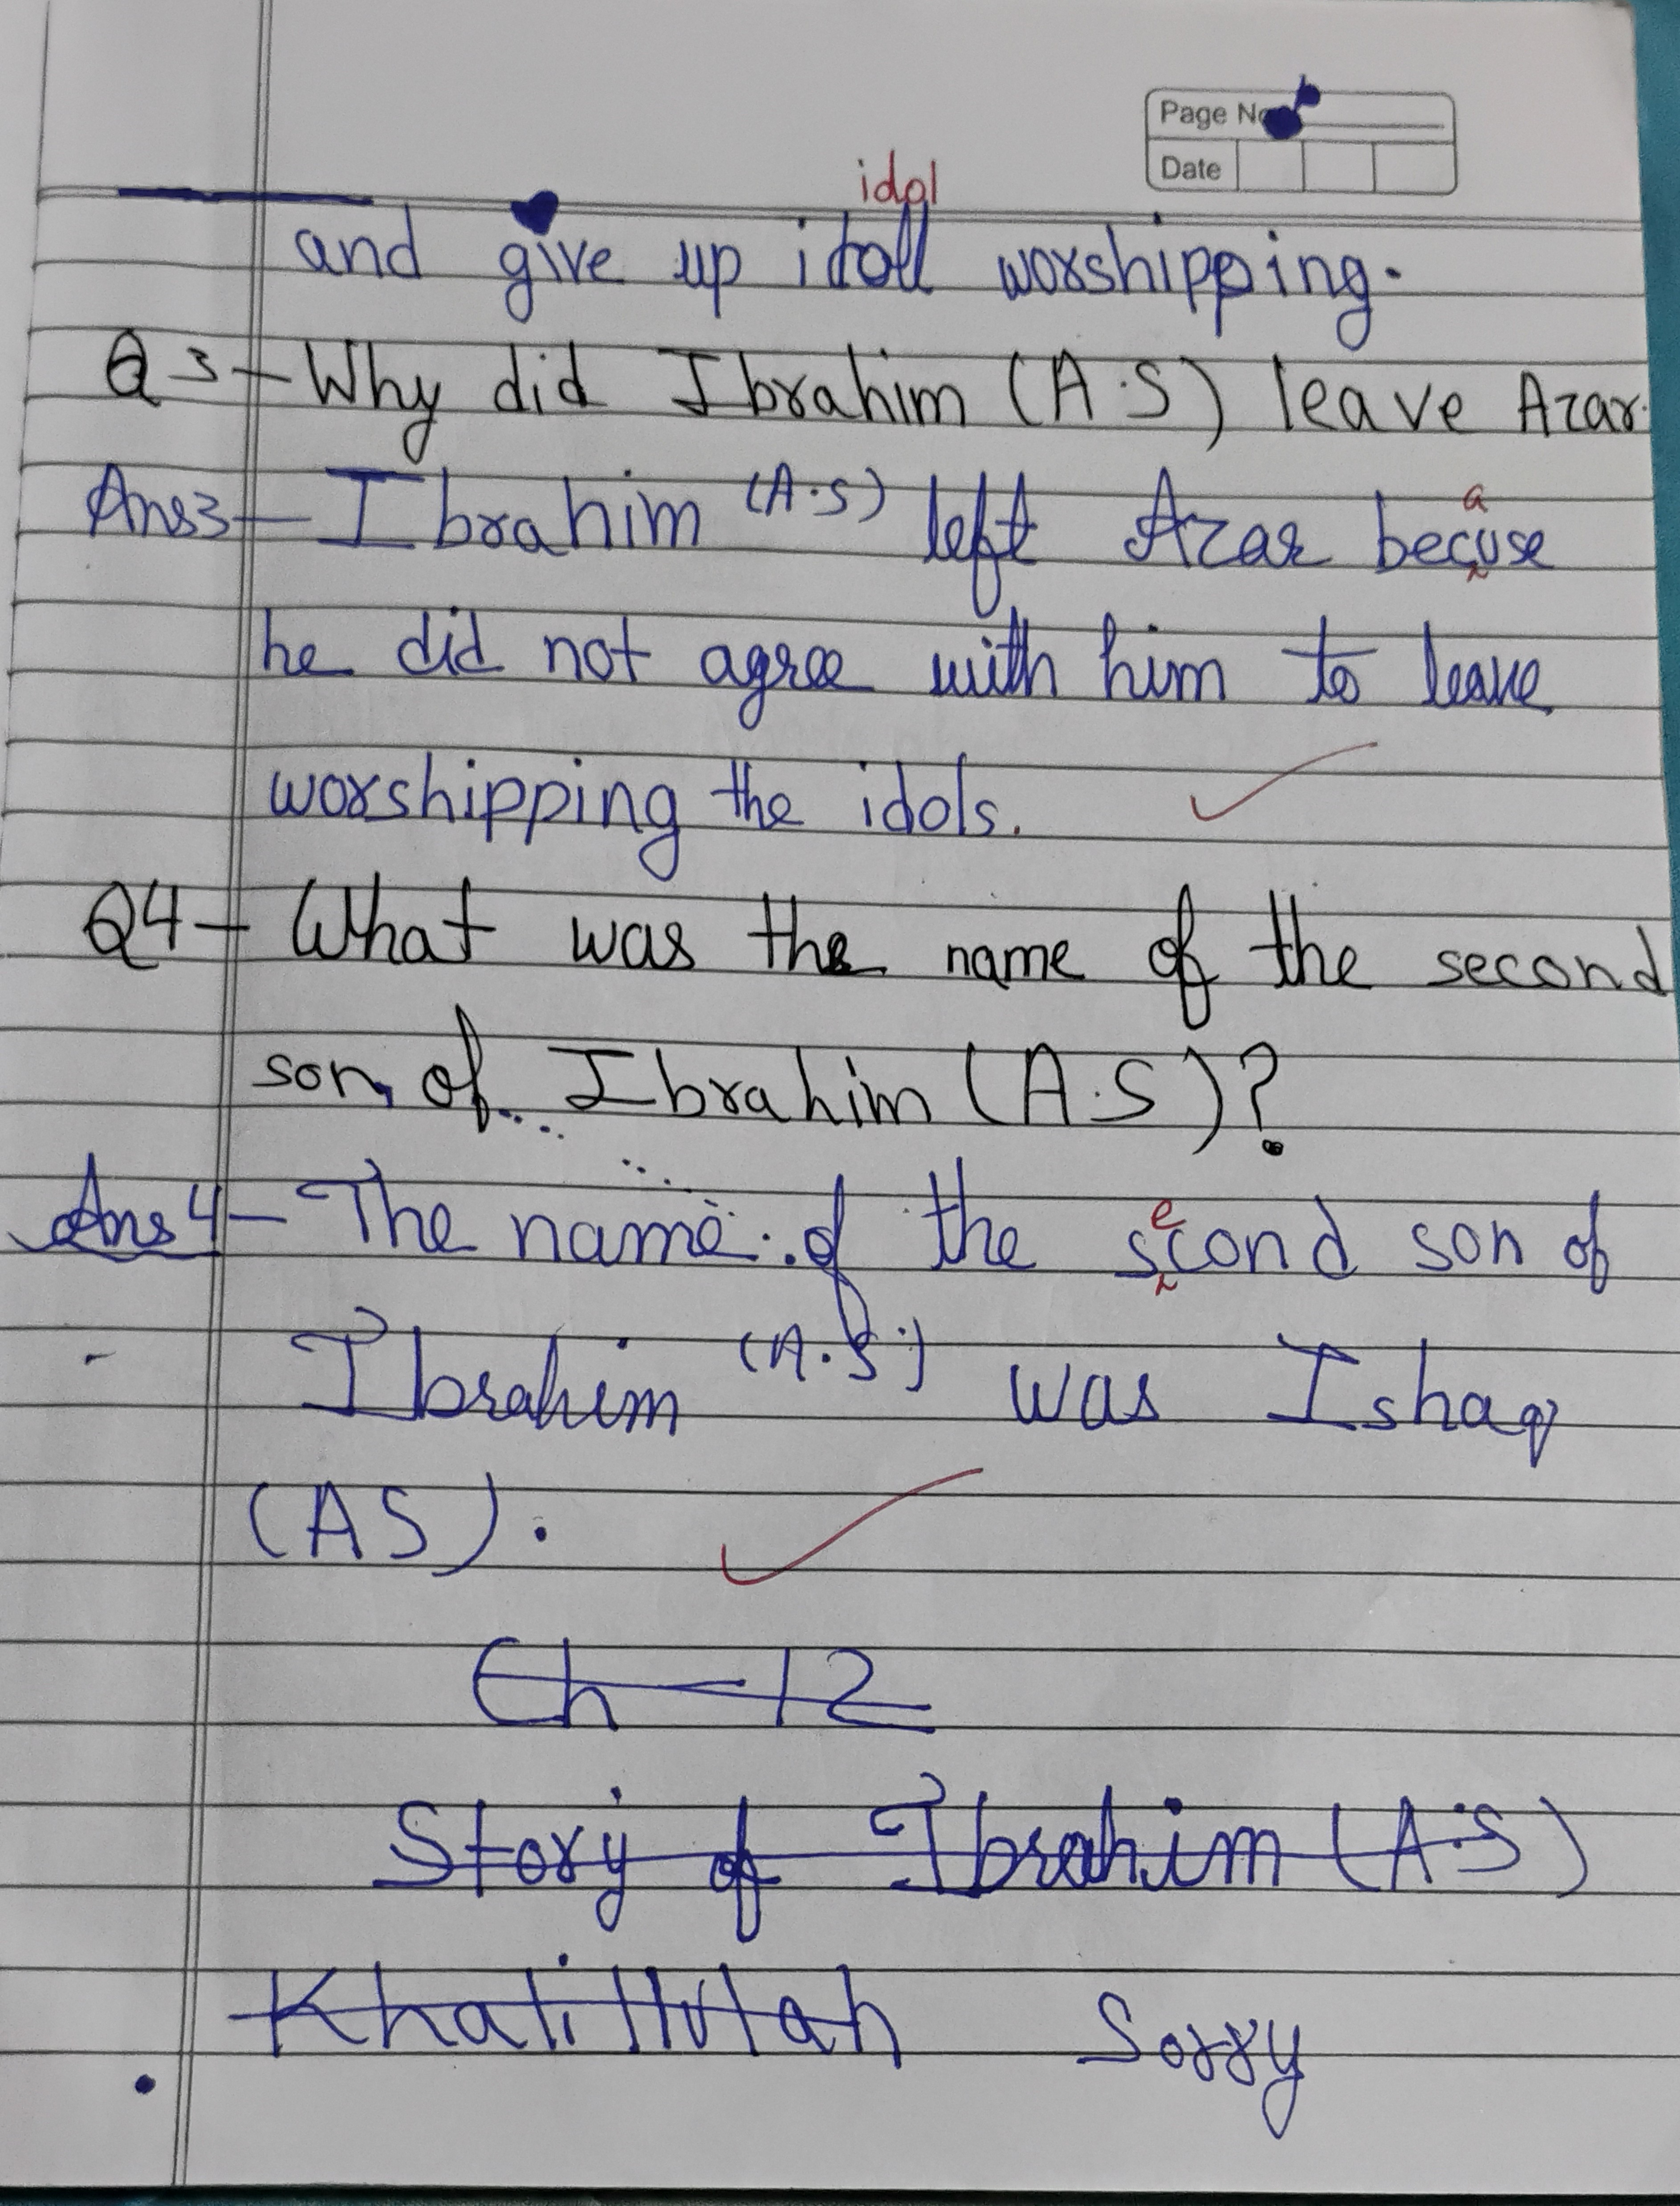 Page No.
Date
idol
and give up itoll worshipping.
Q3- Why did Ibrahim (A.S) leave Azar.
Ans3- Ibrahim (A.S) left Azar becuse
a
he did not agree with him to leave
worshipping the idols.
Q4- What was the name of the second
son of Ibrahim (A.S)?
Ans4- The name of the scond son of
e
Ibrahim (A.S) was Ishaq
(AS).
Ch-12
Story of Ibrahim (A.S)
Khalillulah Sorry